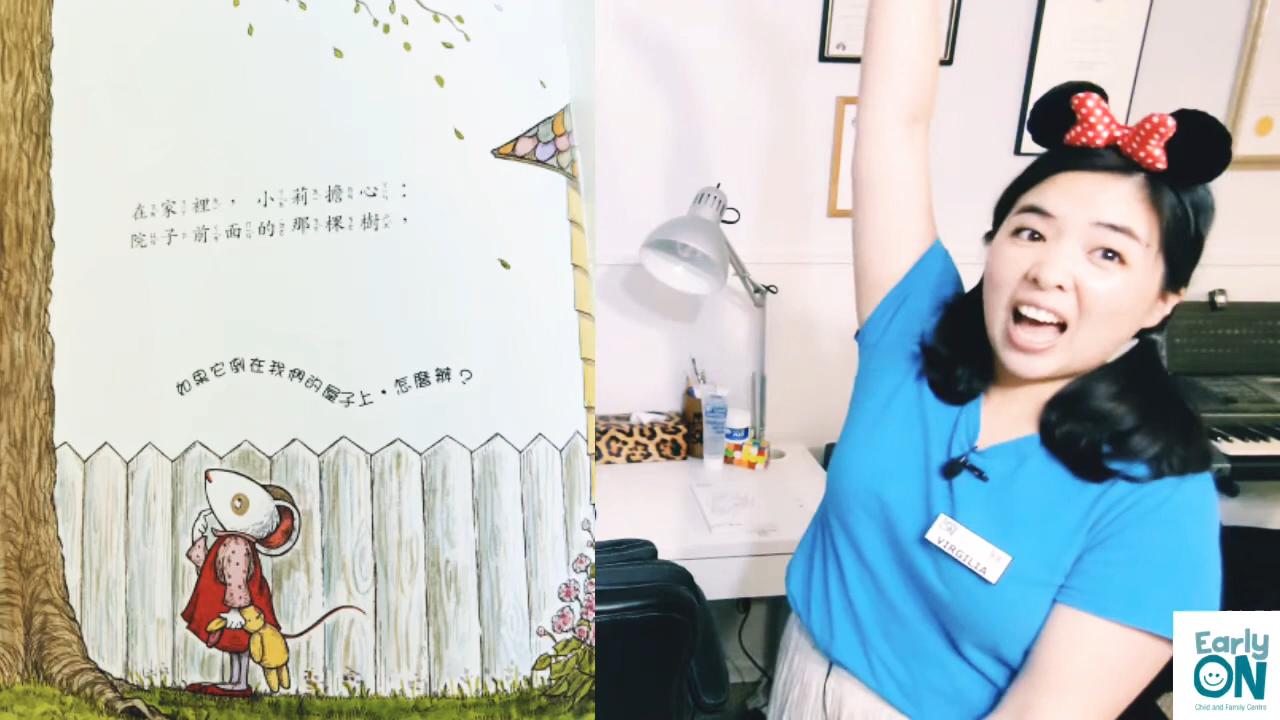 在家裡，小莉擔心：
院子前面的那棵樹，
如果它倒在我們的屋子上，怎麼辦？
VIRGILIA
Early
ON
Child and Family Centre